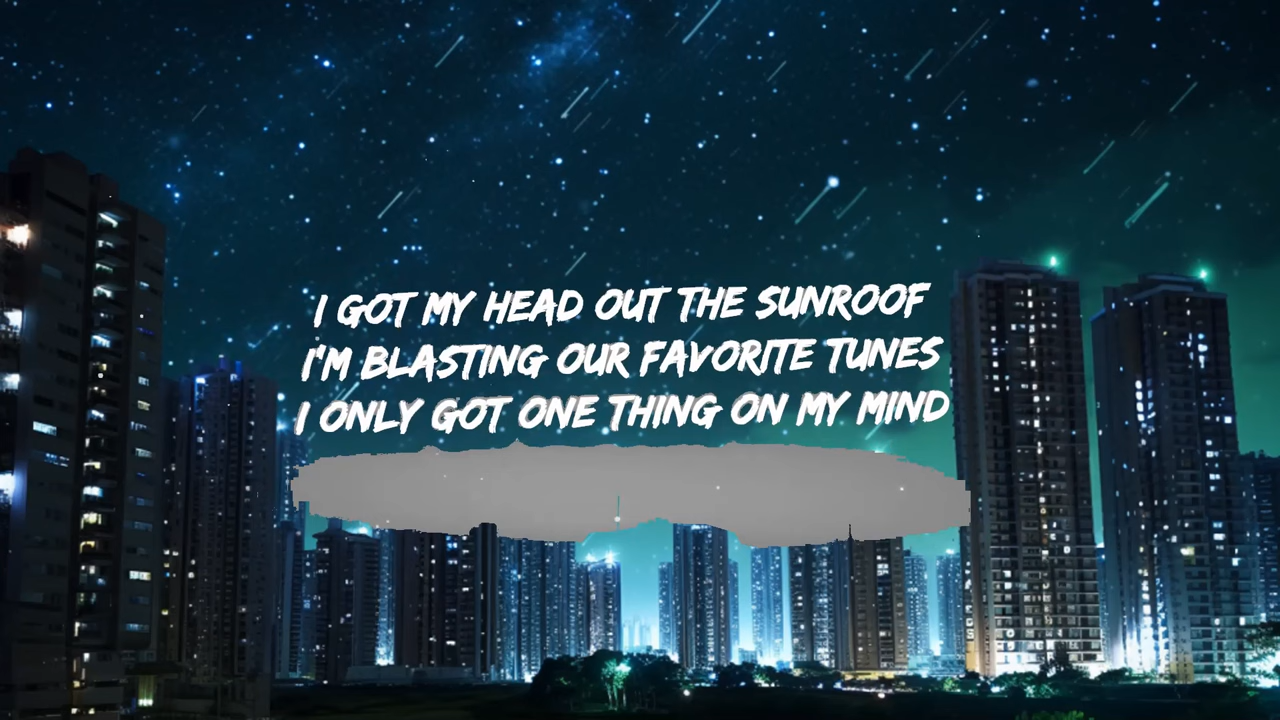 I GOT MY HEAD OUT THE SUNROOF
I'M BLASTING OUR FAVORITE TUNES
I ONLY GOT ONE THING ON MY MIND